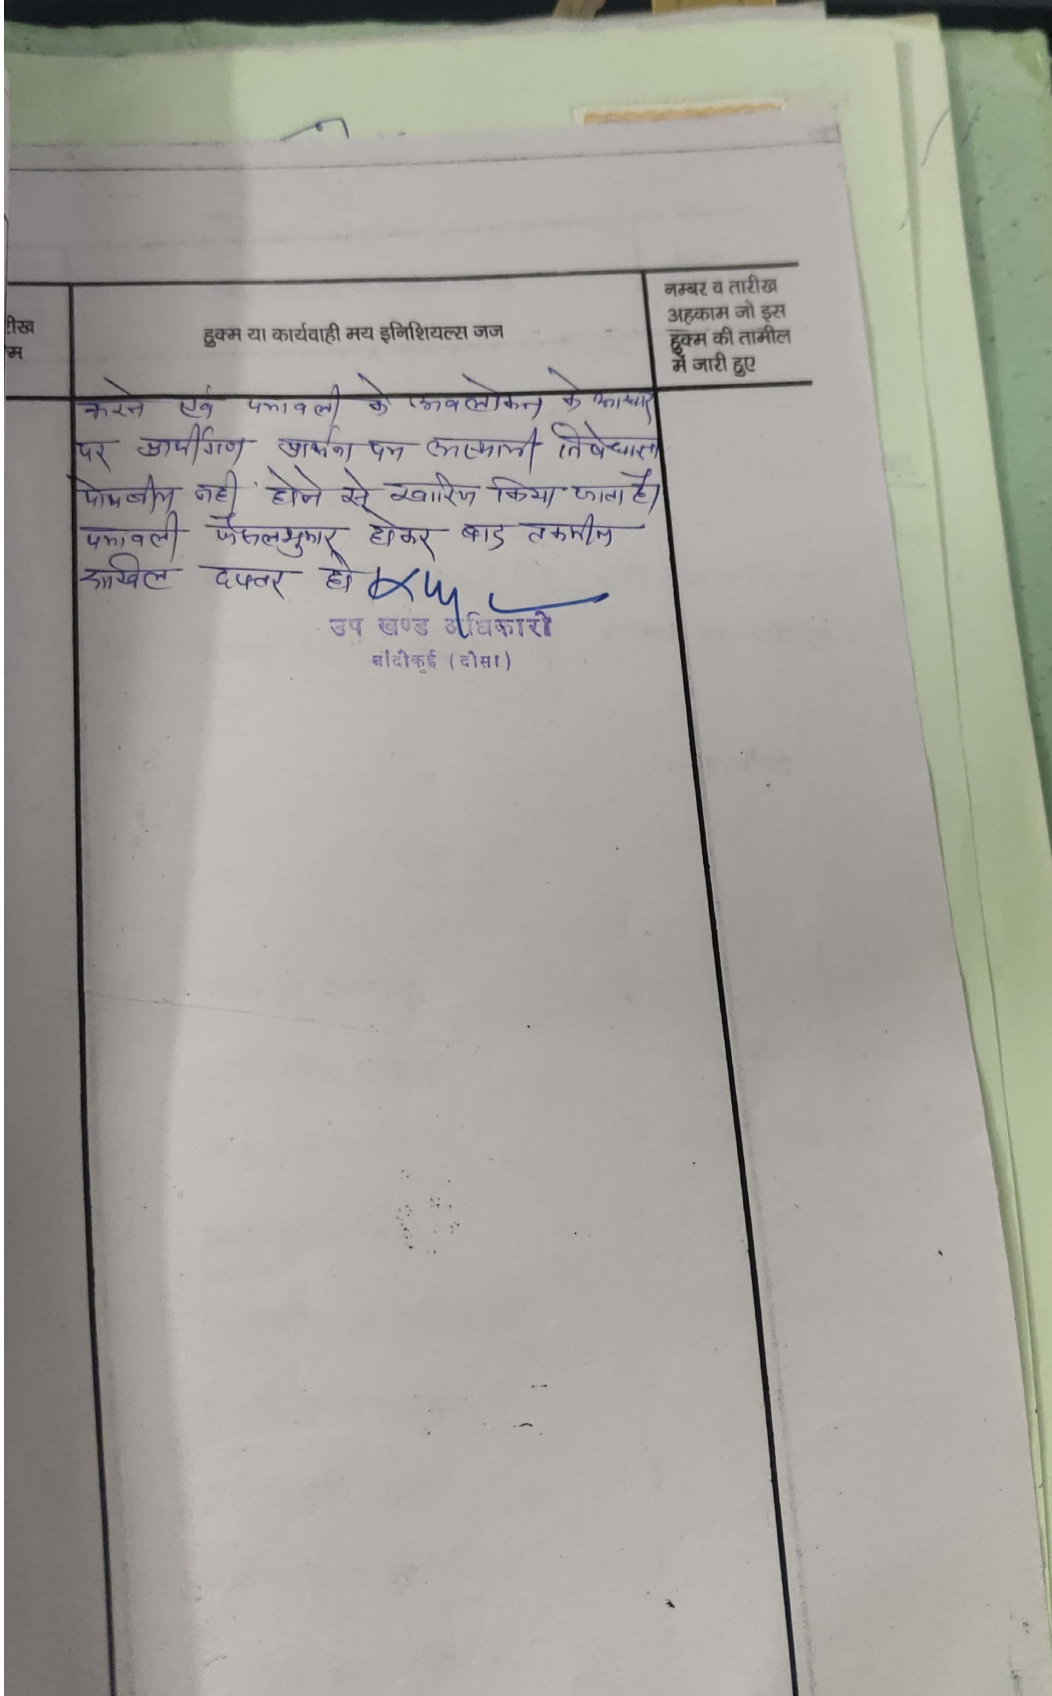 नम्बर व तारीख
अहकाम जो इस
हुक्म की तामील
में जारी हुए
हुक्म या कार्यवाही मय इनिशियल्स जज
रीख
म
करने एवं पत्रावली के अवलोकन के आधार
पर प्रार्थीगण प्रार्थना पत्र अस्थायी निषेधाज्ञा
पोषणीय नहीं होने से खारिज किया जाता है।
पत्रावली फैसलशुमार होकर बाद तकमील
दाखिल दफ्तर हो
उप खण्ड अधिकारी
बांदीकुई (दौसा)